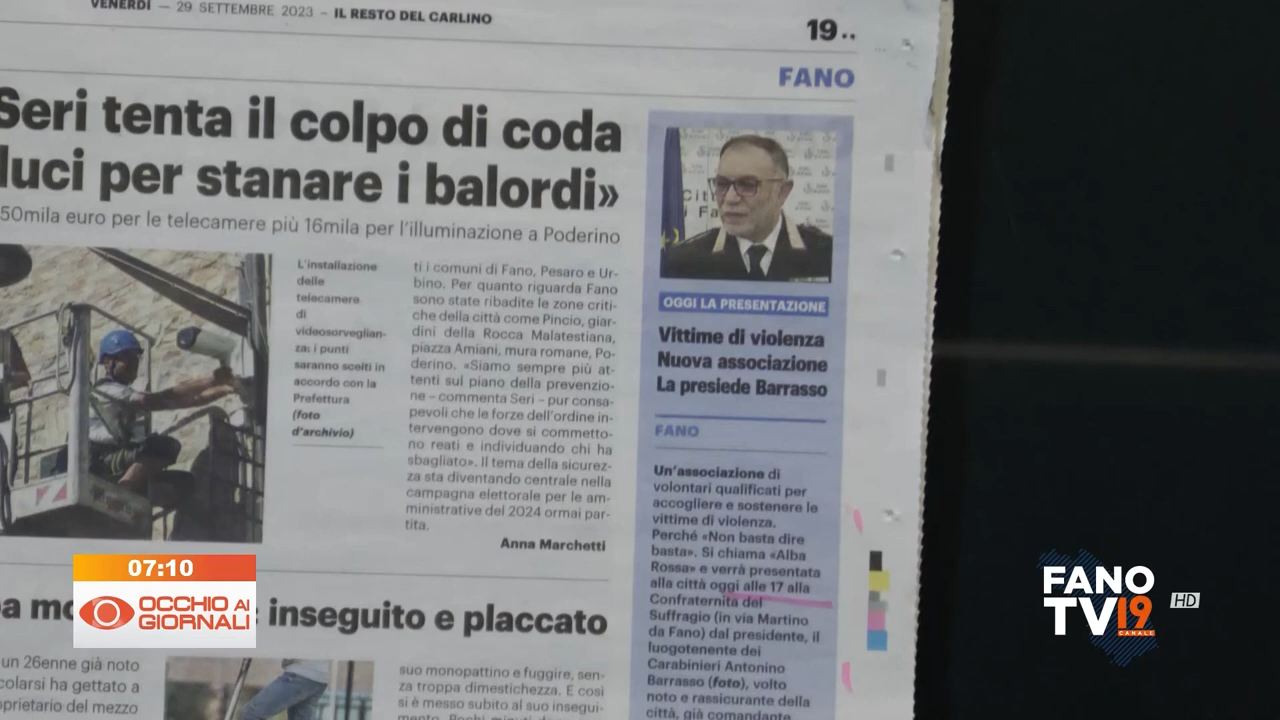 VENERDÌ — 29 SETTEMBRE 2023 – IL RESTO DEL CARLINO
19..
FANO
Seri tenta il colpo di coda
luci per stanare i balordi»
50mila euro per le telecamere più 16mila per l'illuminazione a Poderino
L'installazione
delle
telecamere
di
videosorveglian-
za: i punti
saranno scelti in
accordo con la
Prefettura
(foto
d'archivio)
ti i comuni di Fano, Pesaro e Ur-
bino. Per quanto riguarda Fano
sono state ribadite le zone criti-
che della città come Pincio, giar-
dini della Rocca Malatestiana,
piazza Amiani, mura romane, Po-
derino. «Siamo sempre più at-
tenti sul piano della prevenzio-
ne – commenta Seri – pur consa-
pevoli che le forze dell'ordine in-
tervengono dove si commetto-
no reati e individuando chi ha
sbagliato». Il tema della sicurez-
za sta diventando centrale nella
campagna elettorale per le am-
ministrative del 2024 ormai par-
tita.
Anna Marchetti
OGGI LA PRESENTAZIONE
Vittime di violenza
Nuova associazione
La presiede Barrasso
FANO
Un'associazione di
volontari qualificati per
accogliere e sostenere le
vittime di violenza.
Perché «Non basta dire
basta». Si chiama «Alba
Rossa» e verrà presentata
alla città oggi alle 17 alla
Confraternita del
Suffragio (in via Martino
da Fano) dal presidente, il
luogotenente dei
Carabinieri Antonino
Barrasso (foto), volto
noto e rassicurante della
città, già comandante
: inseguito e placcato
un 26enne già noto
colarsi ha gettato a
oprietario del mezzo
suo monopattino e fuggire, sen-
za troppa dimestichezza. E così
si è messo subito al suo insegui-
07:10
OCCHIO AI
GIORNALI
FANO
TV19
CANALE
HD